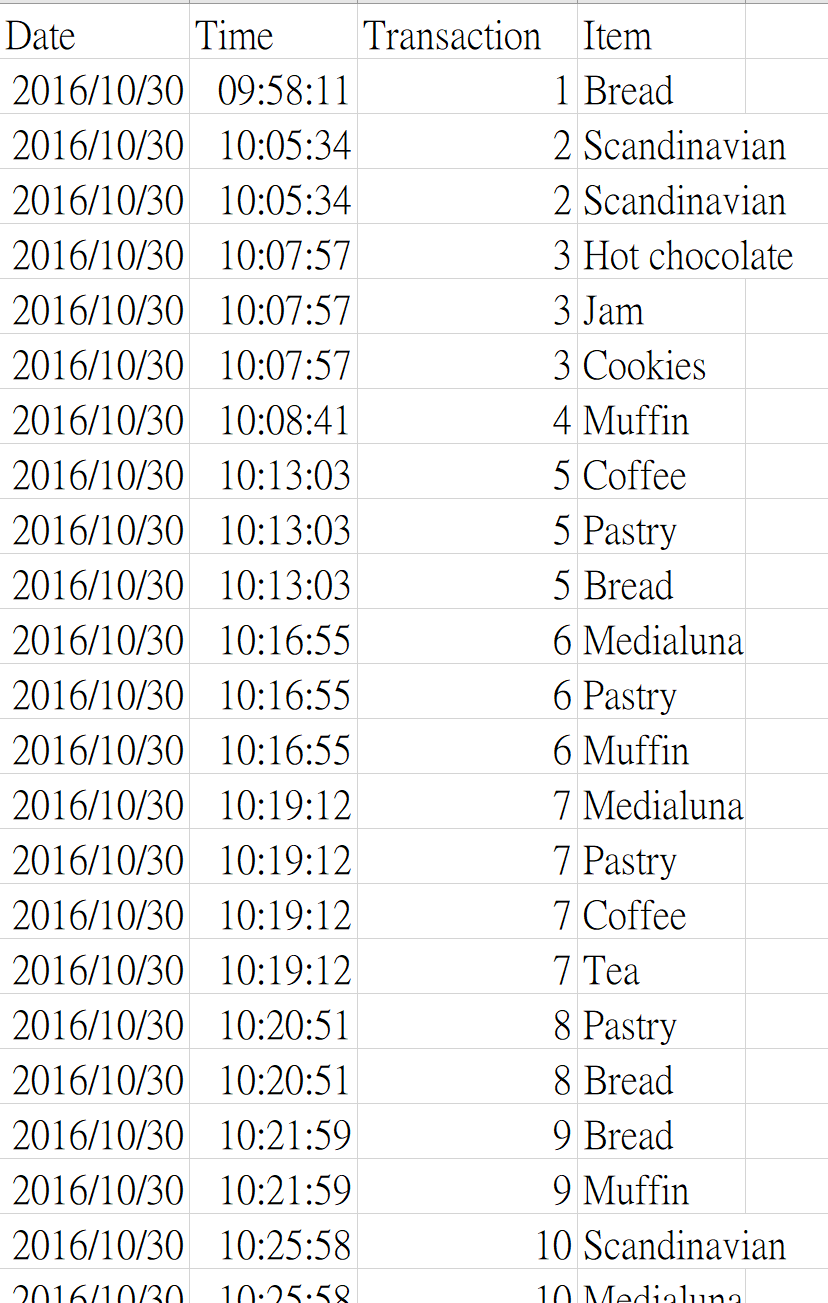 Date Time Transaction Item
2016/10/30 09:58:11 1 Bread
2016/10/30 10:05:34 2 Scandinavian
2016/10/30 10:05:34 2 Scandinavian
2016/10/30 10:07:57 3 Hot chocolate
2016/10/30 10:07:57 3 Jam
2016/10/30 10:07:57 3 Cookies
2016/10/30 10:08:41 4 Muffin
2016/10/30 10:13:03 5 Coffee
2016/10/30 10:13:03 5 Pastry
2016/10/30 10:13:03 5 Bread
2016/10/30 10:16:55 6 Medialuna
2016/10/30 10:16:55 6 Pastry
2016/10/30 10:16:55 6 Muffin
2016/10/30 10:19:12 7 Medialuna
2016/10/30 10:19:12 7 Pastry
2016/10/30 10:19:12 7 Coffee
2016/10/30 10:19:12 7 Tea
2016/10/30 10:20:51 8 Pastry
2016/10/30 10:20:51 8 Bread
2016/10/30 10:21:59 9 Bread
2016/10/30 10:21:59 9 Muffin
2016/10/30 10:25:58 10 Scandinavian
2016/10/30 10:25:58 10 Medialuna